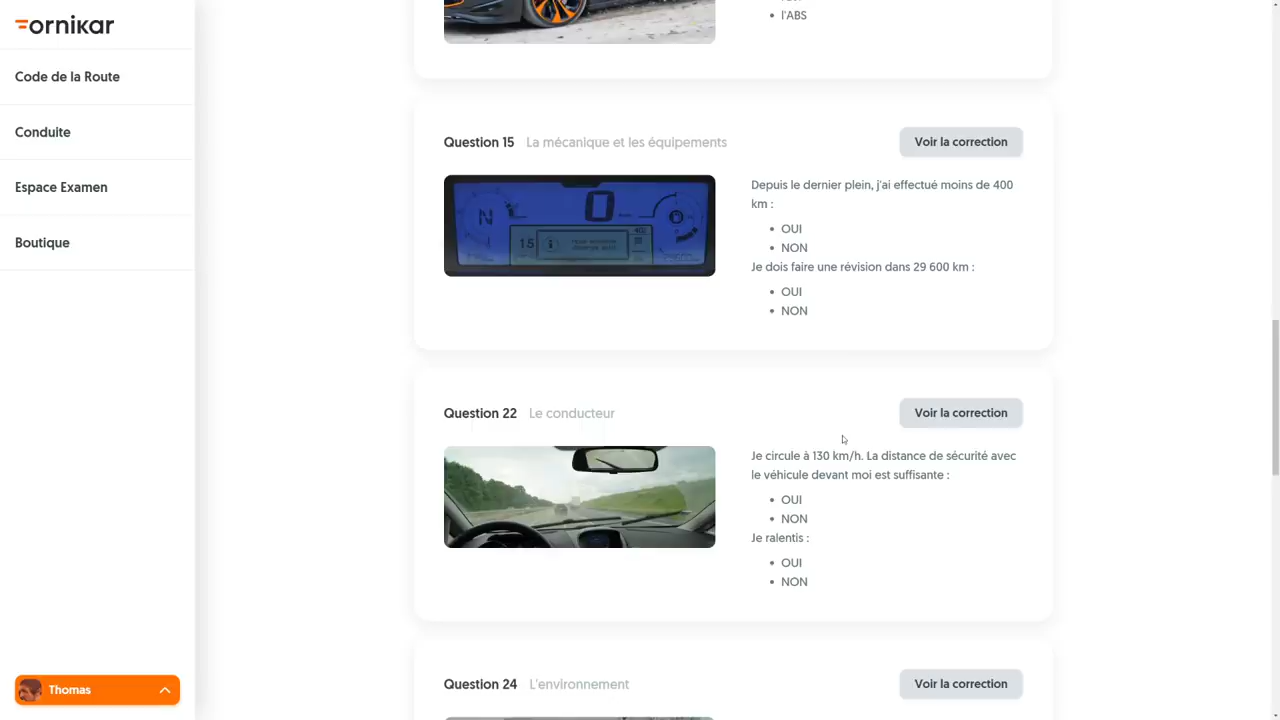 ornikar
Code de la Route
Conduite
Espace Examen
Boutique
Thomas
l'ABS
Question 15 La mécanique et les équipements
Voir la correction
N
0
15
i
400
Depuis le dernier plein, j'ai effectué moins de 400
km :
• OUI
• NON
Je dois faire une révision dans 29 600 km :
• OUI
• NON
Question 22 Le conducteur
Voir la correction
Je circule à 130 km/h. La distance de sécurité avec
le véhicule devant moi est suffisante :
• OUI
• NON
Je ralentis :
• OUI
• NON
Question 24 L'environnement
Voir la correction